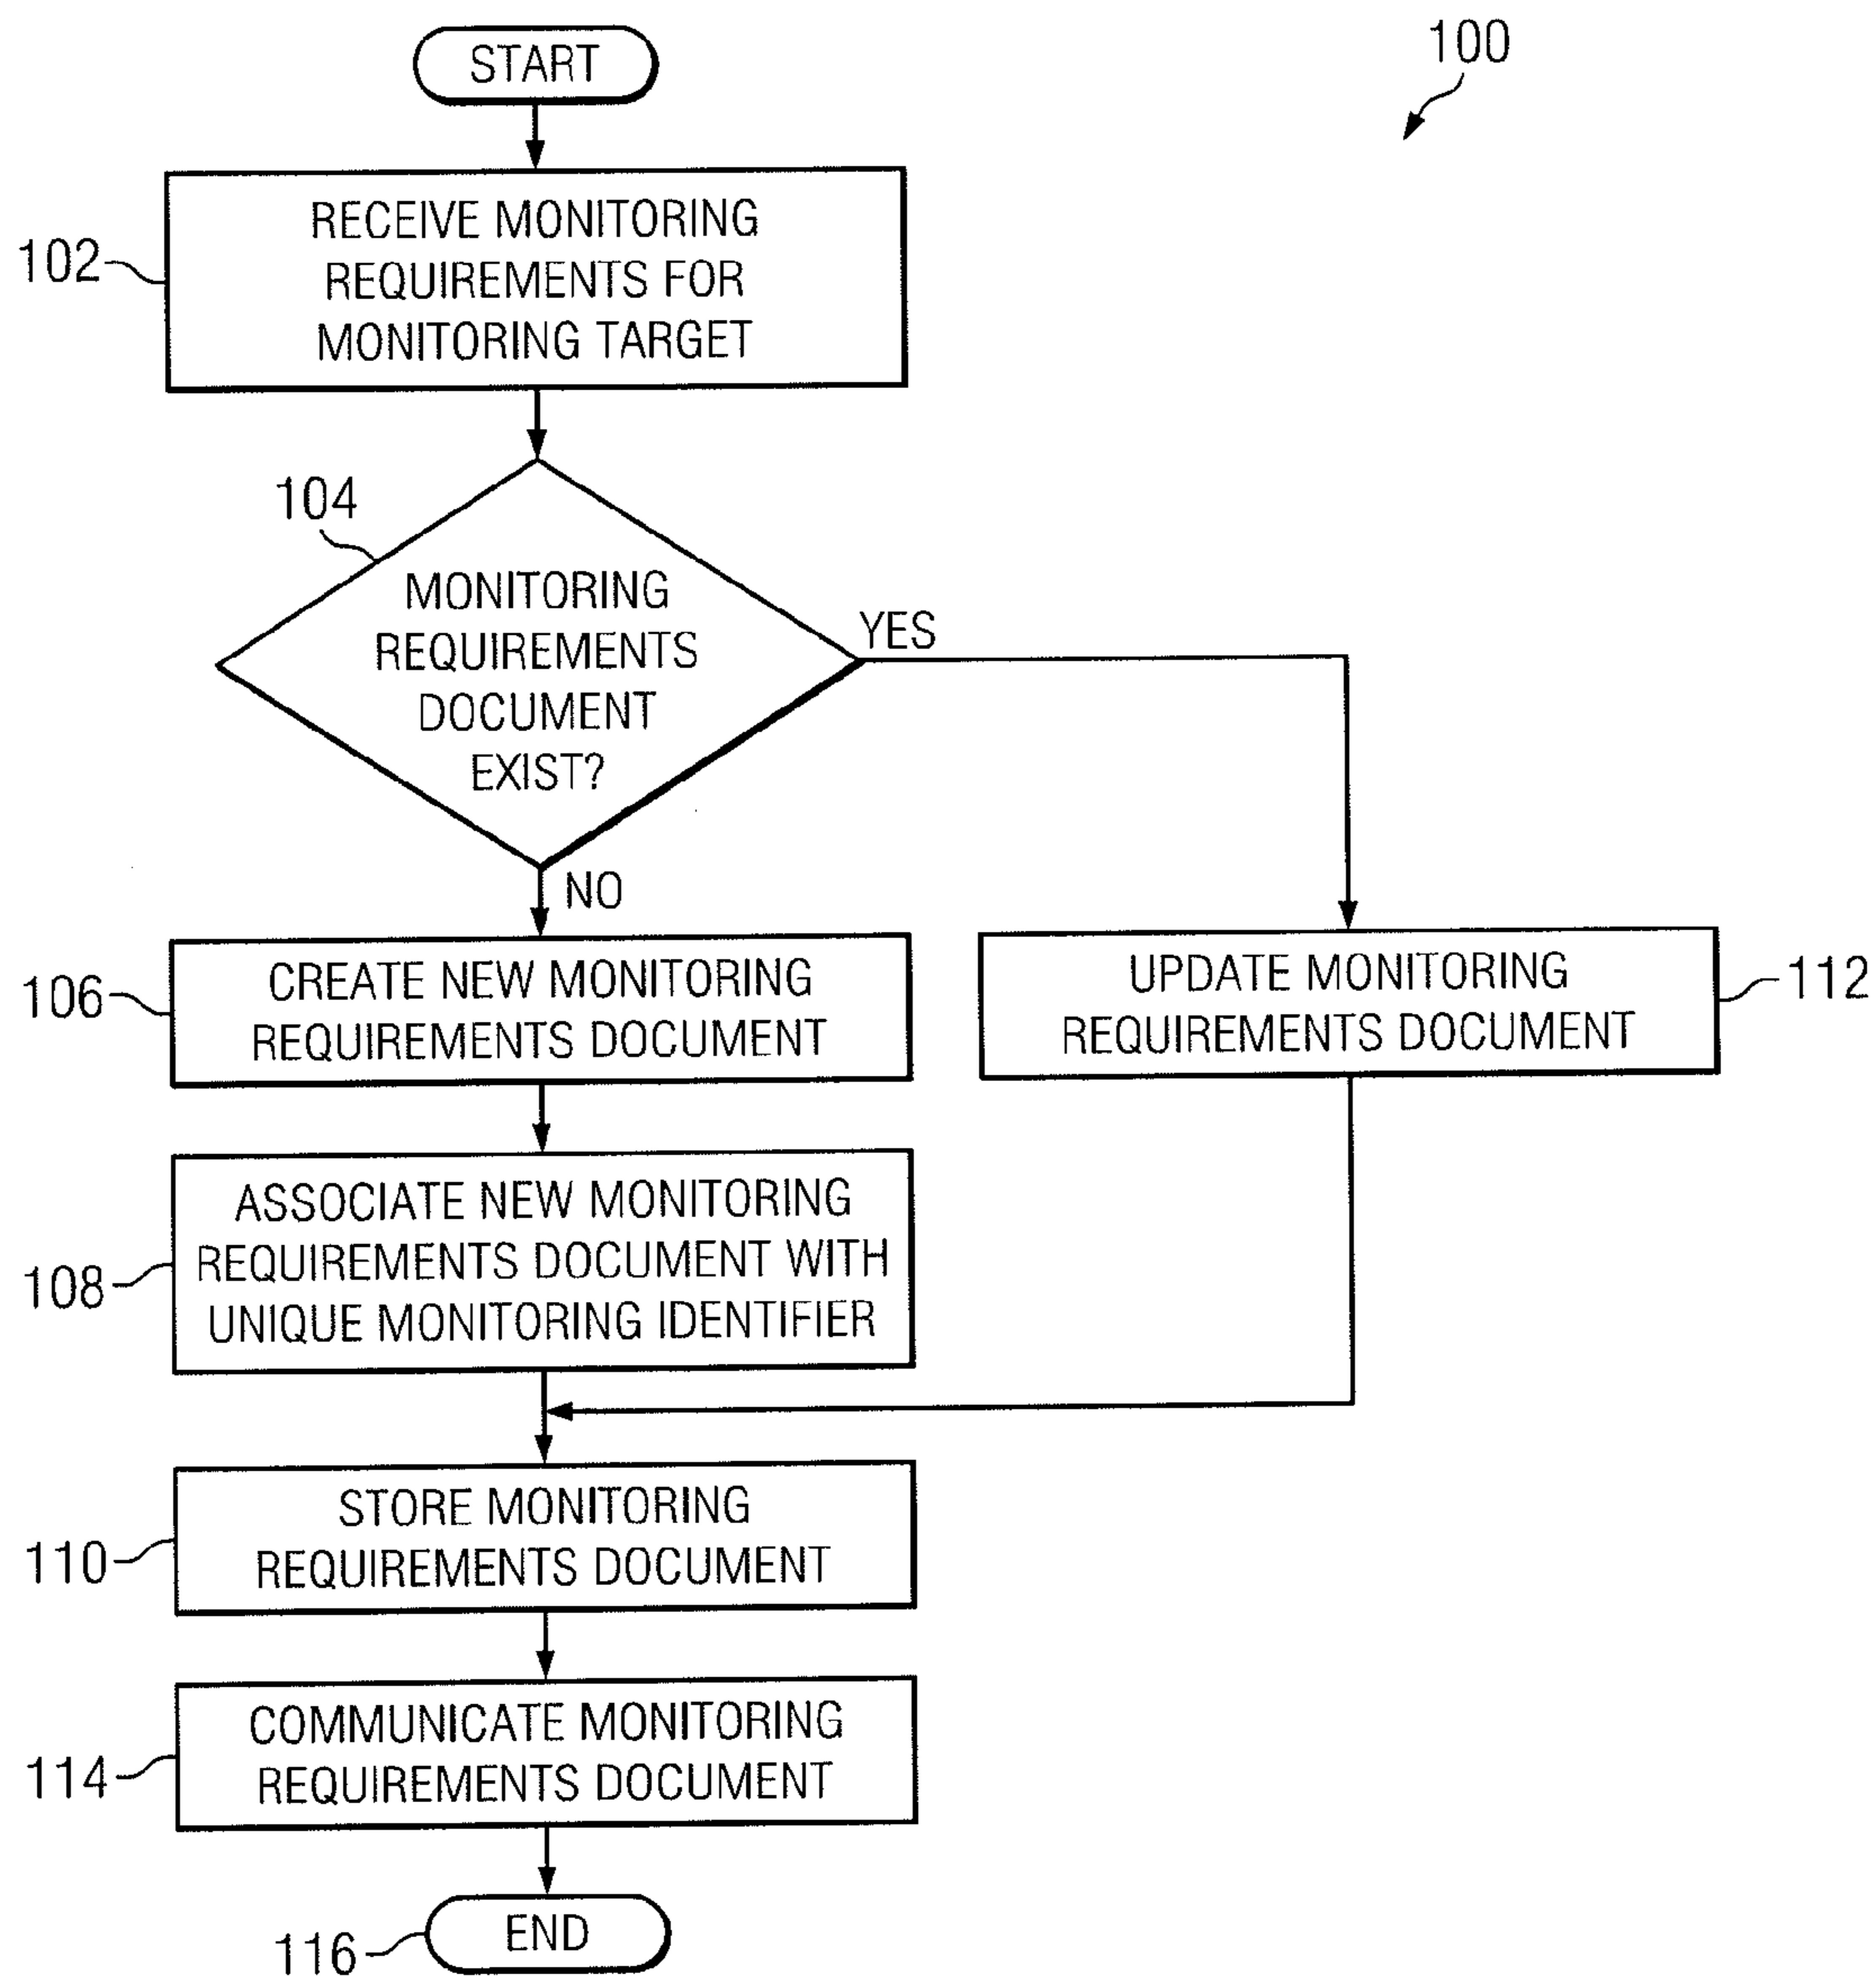 START
100
102
RECEIVE MONITORING
REQUIREMENTS FOR
MONITORING TARGET
104
MONITORING
REQUIREMENTS
DOCUMENT
EXIST?
YES
NO
106
CREATE NEW MONITORING
REQUIREMENTS DOCUMENT
UPDATE MONITORING
REQUIREMENTS DOCUMENT
112
108
ASSOCIATE NEW MONITORING
REQUIREMENTS DOCUMENT WITH
UNIQUE MONITORING IDENTIFIER
110
STORE MONITORING
REQUIREMENTS DOCUMENT
114
COMMUNICATE MONITORING
REQUIREMENTS DOCUMENT
116
END